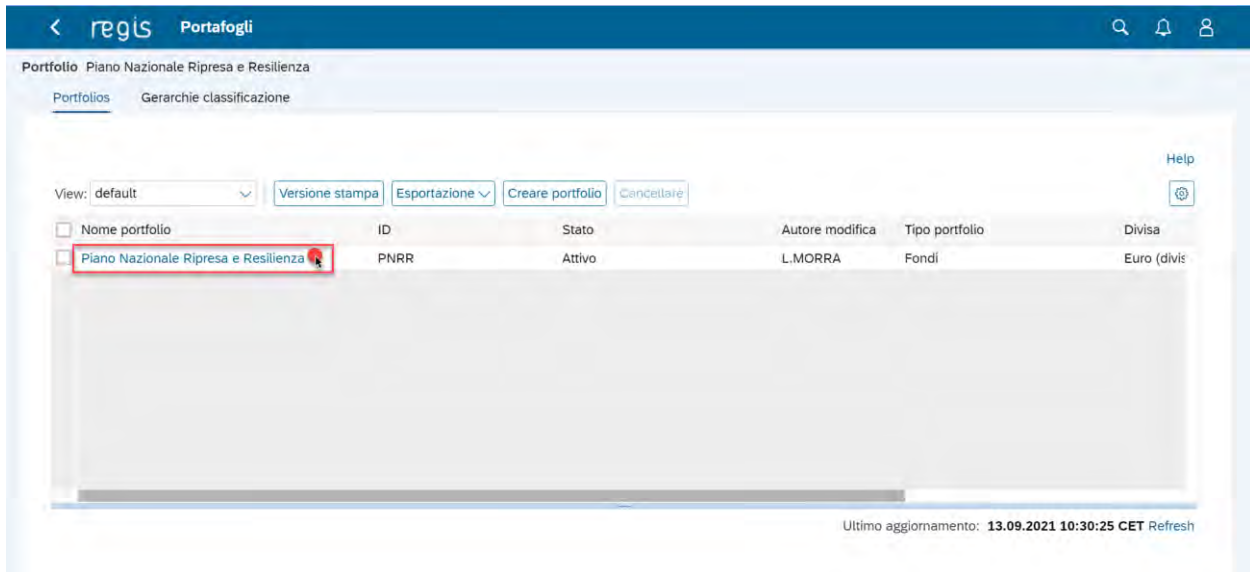 regis Portafogli
Portfolio Piano Nazionale Ripresa e Resilienza
Portfolios Gerarchie classificazione
Help
View: default Versione stampa Esportazione Creare portfolio Cancellare
Nome portfolio ID Stato Autore modifica Tipo portfolio Divisa
Piano Nazionale Ripresa e Resilienza PNRR Attivo L.MORRA Fondi Euro (divis
Ultimo aggiornamento: 13.09.2021 10:30:25 CET Refresh